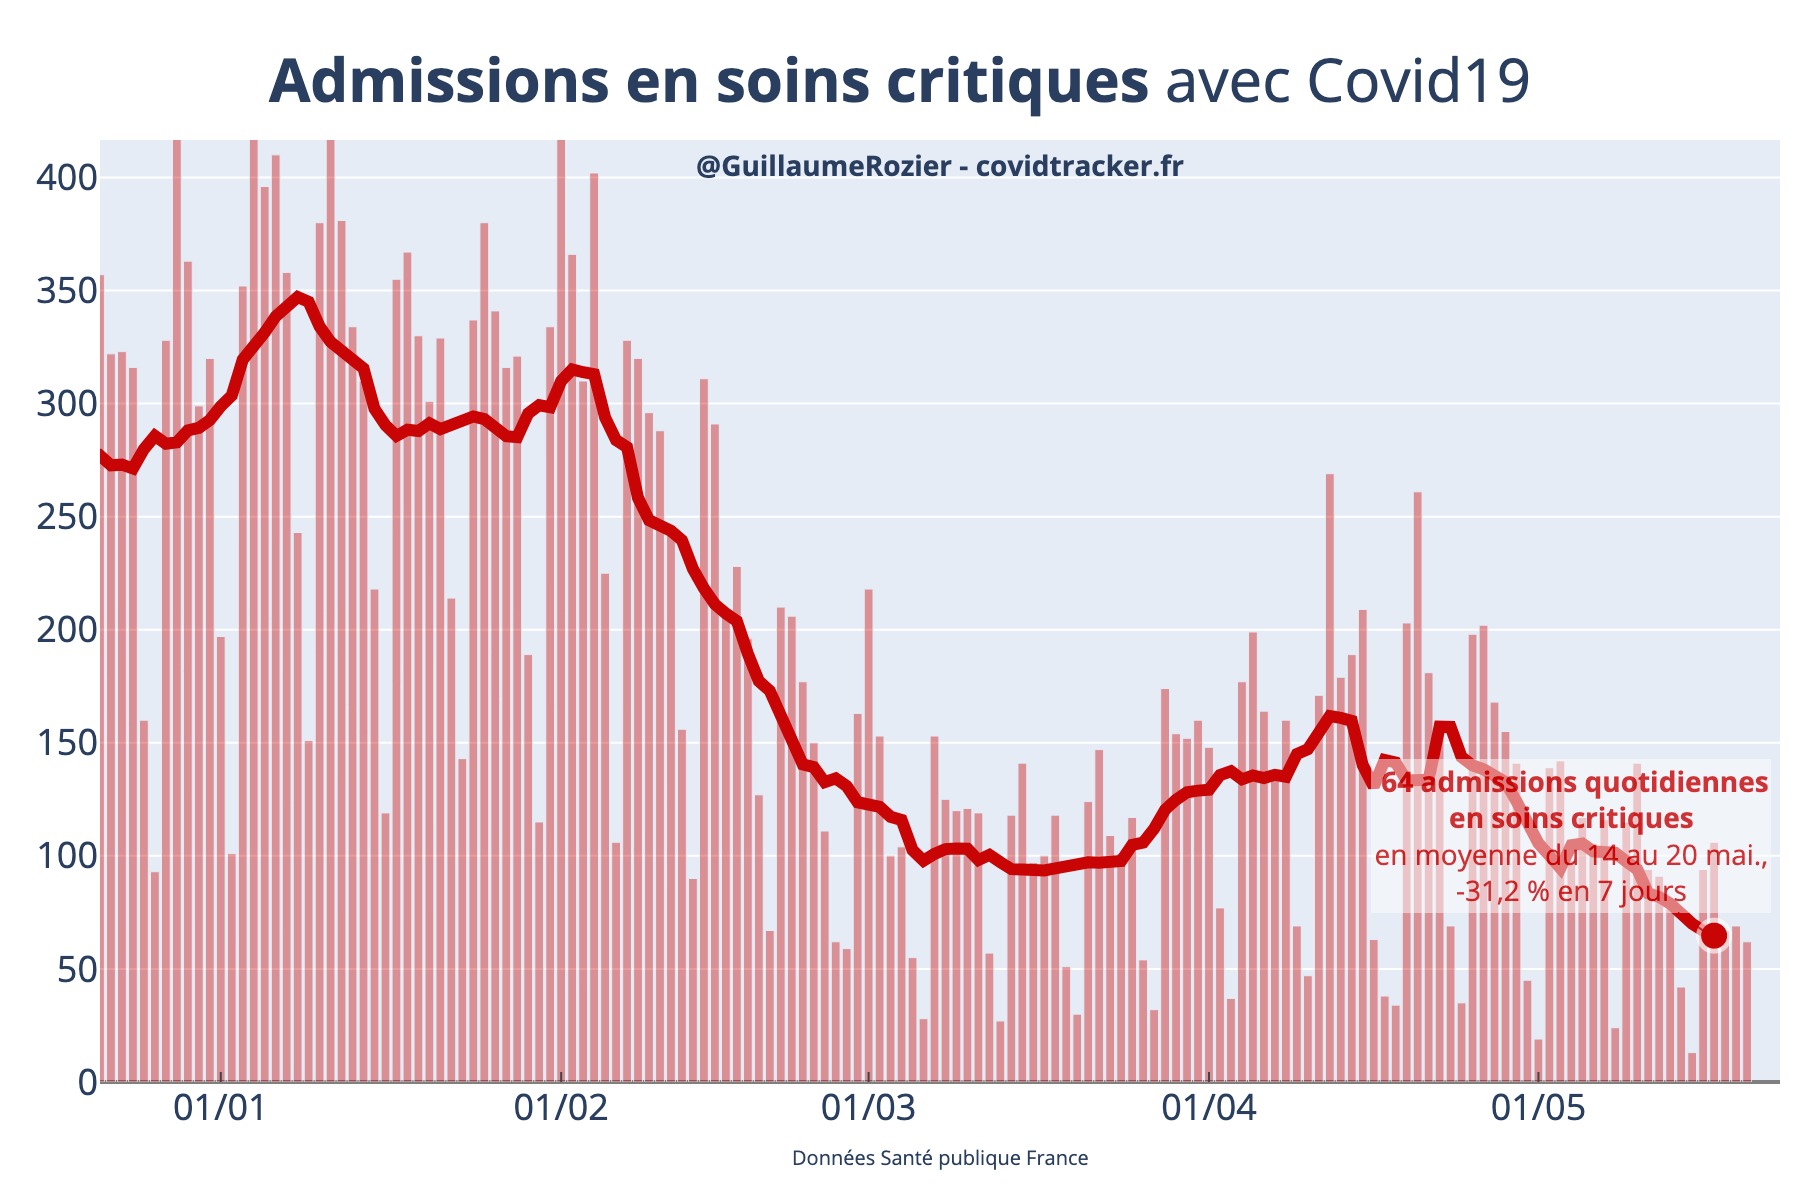 Admissions en soins critiques avec Covid19
@GuillaumeRozier - covidtracker.fr
400
350
300
250
200
150
100
50
0
64 admissions quotidiennes
en soins critiques
en moyenne du 14 au 20 mai.,
-31,2 % en 7 jours
01/01 01/02 01/03 01/04 01/05
Données Santé publique France